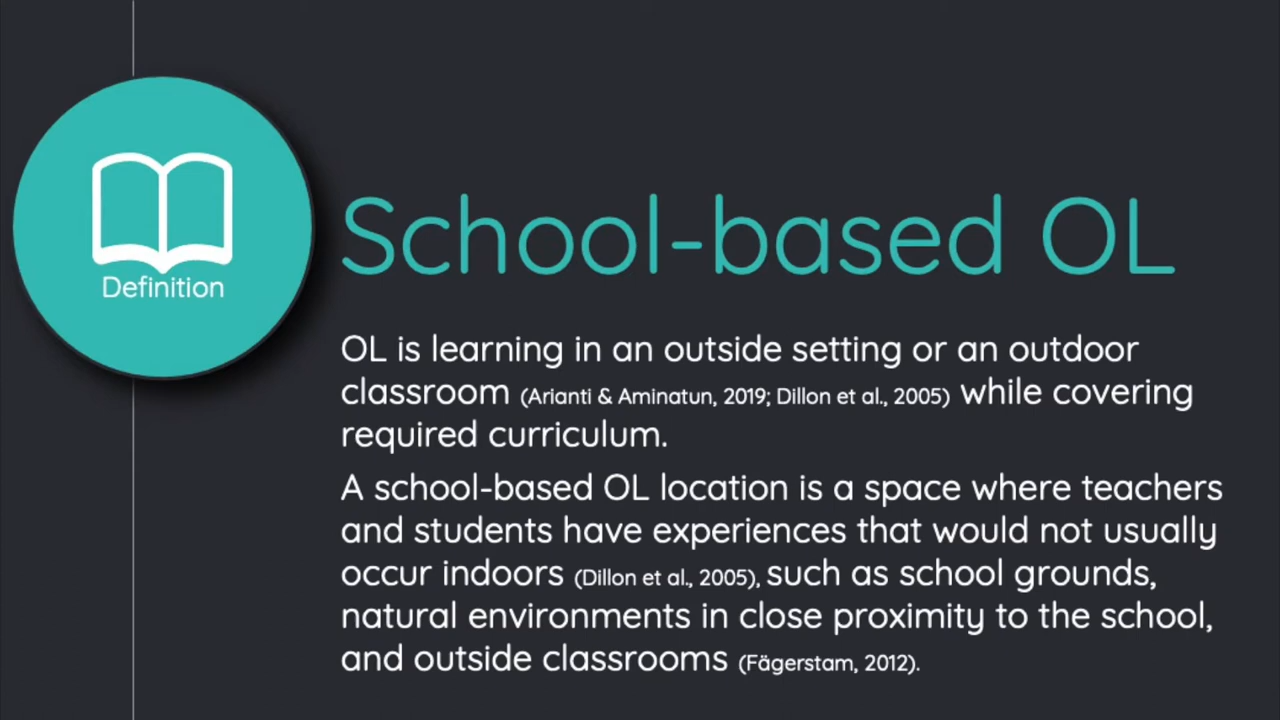 Definition
School-based OL
OL is learning in an outside setting or an outdoor
classroom (Arianti & Aminatun, 2019; Dillon et al., 2005) while covering
required curriculum.
A school-based OL location is a space where teachers
and students have experiences that would not usually
occur indoors (Dillon et al., 2005), such as school grounds,
natural environments in close proximity to the school,
and outside classrooms (Fägerstam, 2012).